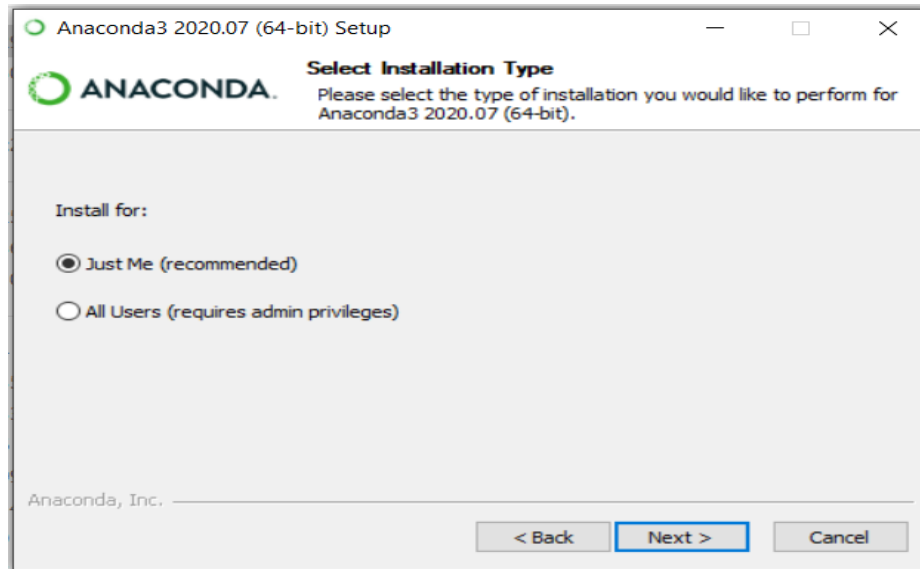 Anaconda3 2020.07 (64-bit) Setup
ANACONDA.
Select Installation Type
Please select the type of installation you would like to perform for
Anaconda3 2020.07 (64-bit).
Install for:
Just Me (recommended)
All Users (requires admin privileges)
Anaconda, Inc.
< Back
Next >
Cancel